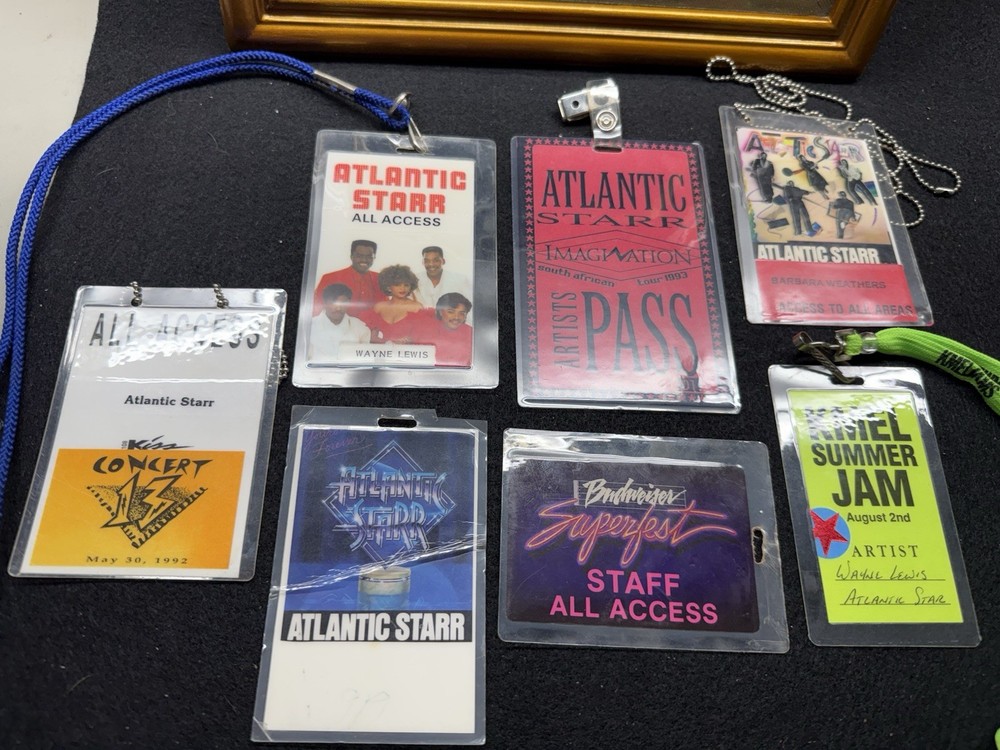 ATLANTIC
STARR
ALL ACCESS
WAYNE LEWIS
ATLANTIC
STARR
IMAGINATION
south african tour 1993
ARTISTS
PASS
ATLANTIC STARR
BARBARA WEATHERS
ACCESS TO ALL AREAS
ALL ACCESS
Atlantic Starr
Kiss
CONCERT
13
May 30, 1992
ATLANTIC
STARR
ATLANTIC STARR
Budweiser
Superfest
STAFF
ALL ACCESS
KMEL
SUMMER
JAM
August 2nd
ARTIST
WAYNE LEWIS
ATLANTIC STAR